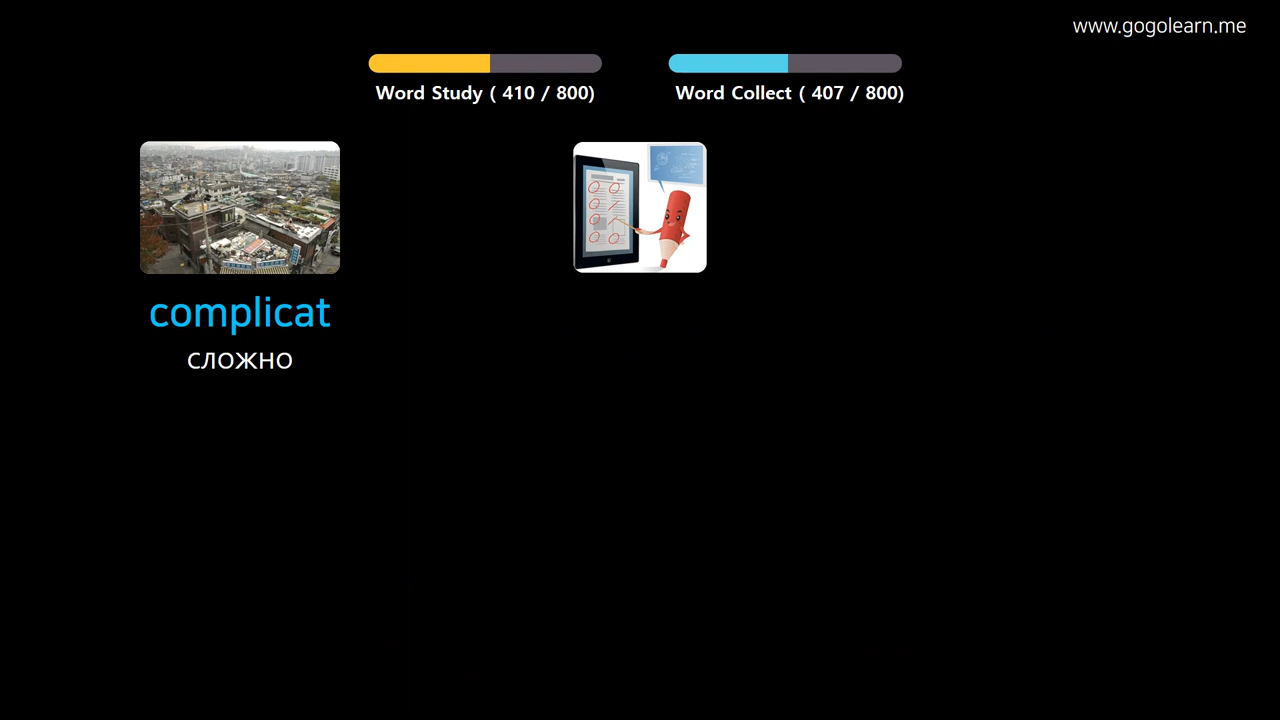 www.gogolearn.me
Word Study ( 410 / 800)
Word Collect ( 407 / 800)
complicat
сложно